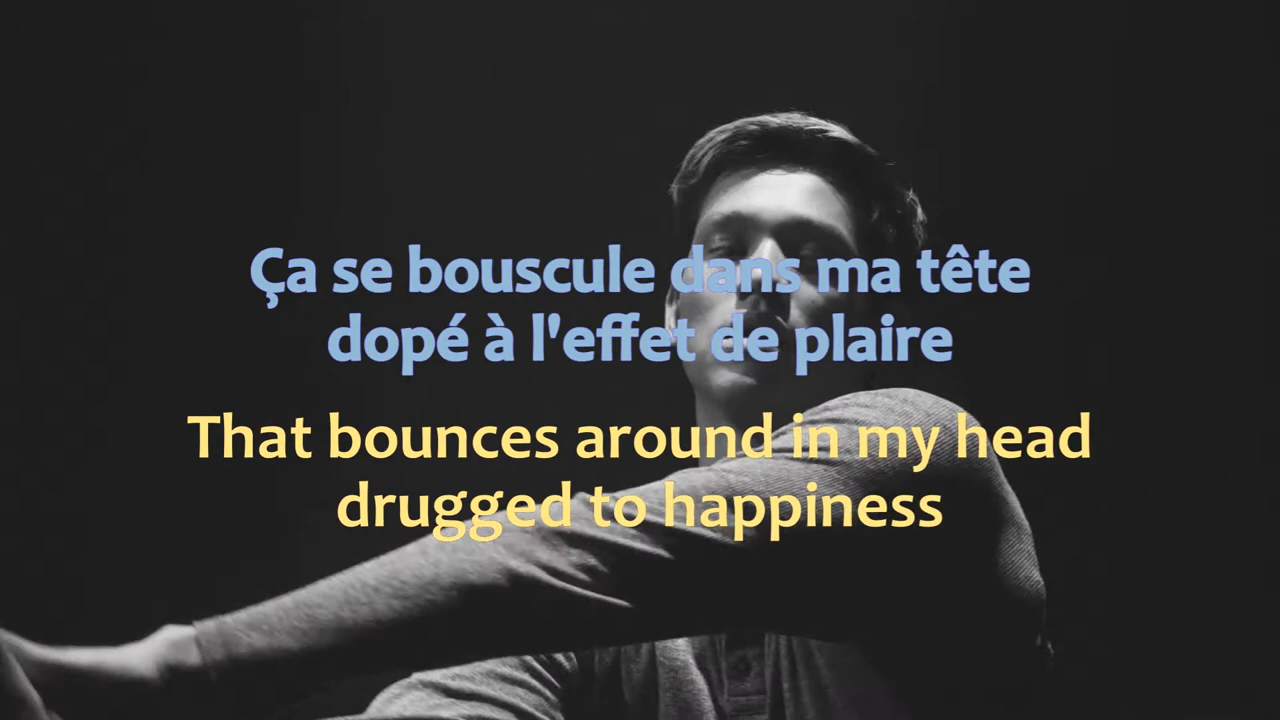 Ça se bouscule dans ma tête
dopé à l'effet de plaire
That bounces around in my head
drugged to happiness